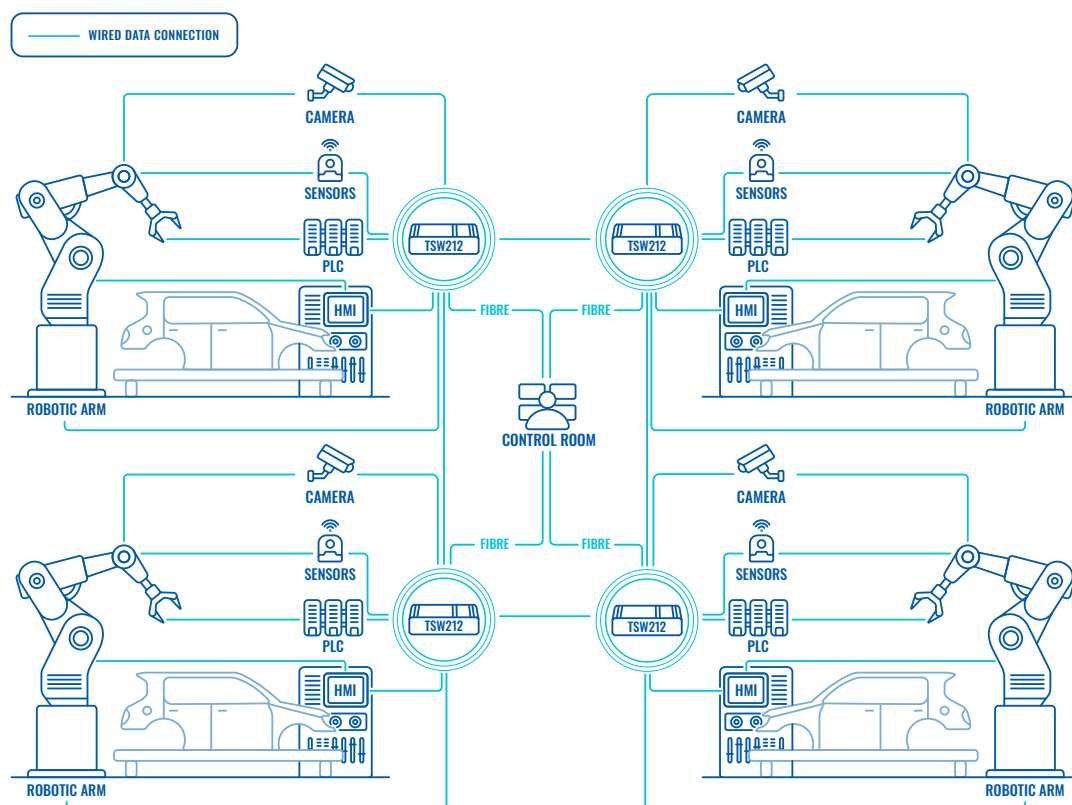 WIRED DATA CONNECTION
CAMERA
CAMERA
SENSORS
SENSORS
TSW212
TSW212
PLC
PLC
HMI
FIBRE
FIBRE
HMI
ROBOTIC ARM
ROBOTIC ARM
CONTROL ROOM
CAMERA
CAMERA
FIBRE
FIBRE
SENSORS
SENSORS
TSW212
TSW212
PLC
PLC
HMI
HMI
ROBOTIC ARM
ROBOTIC ARM